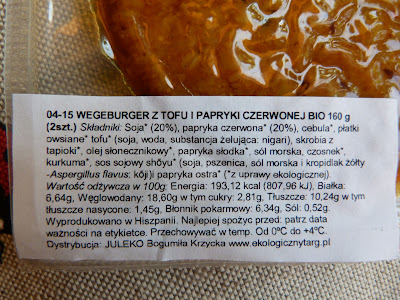 04-15 WEGEBURGER Z TOFU I PAPRYKI CZERWONEJ BIO 160 g
(2szt.) Składniki: Soja* (20%), papryka czerwona* (20%), cebula*, płatki
owsiane* tofu* (soja, woda, substancja żelująca: nigari), skrobia z
tapioki*, olej słonecznikowy*, papryka słodka*, sól morska, czosnek*,
kurkuma*, sos sojowy shōyu* (soja, pszenica, sól morska i kropidlak żółty
-Aspergillus flavus; kōji)i papryka ostra* (*z uprawy ekologicznej).
Wartość odżywcza w 100g: Energia: 193,12 kcal (807,96 kJ), Białka:
6,64g, Węglowodany: 18,60g w tym cukry: 2,81g, Tłuszcze: 10,24g w tym
tłuszcze nasycone: 1,45g, Błonnik pokarmowy: 6,34g, Sól: 0,52g.
Wyprodukowano w Hiszpanii. Najlepiej spożyć przed: patrz data
ważności na etykietce. Przechowywać w temp. Od 0ºC do +4ºC.
Dystrybucja: JULEKO Bogumiła Krzycka www.ekologicznytarg.pl